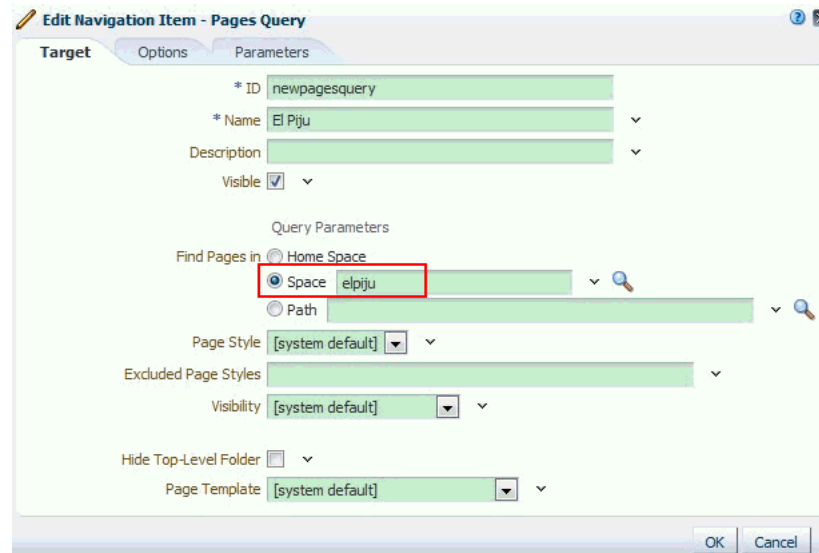 Edit Navigation Item - Pages Query
Target Options Parameters
* ID newpagesquery
* Name El Piju
Description
Visible
Query Parameters
Find Pages in Home Space
Space elpiju
Path
Page Style [system default]
Excluded Page Styles
Visibility [system default]
Hide Top-Level Folder
Page Template [system default]
OK Cancel